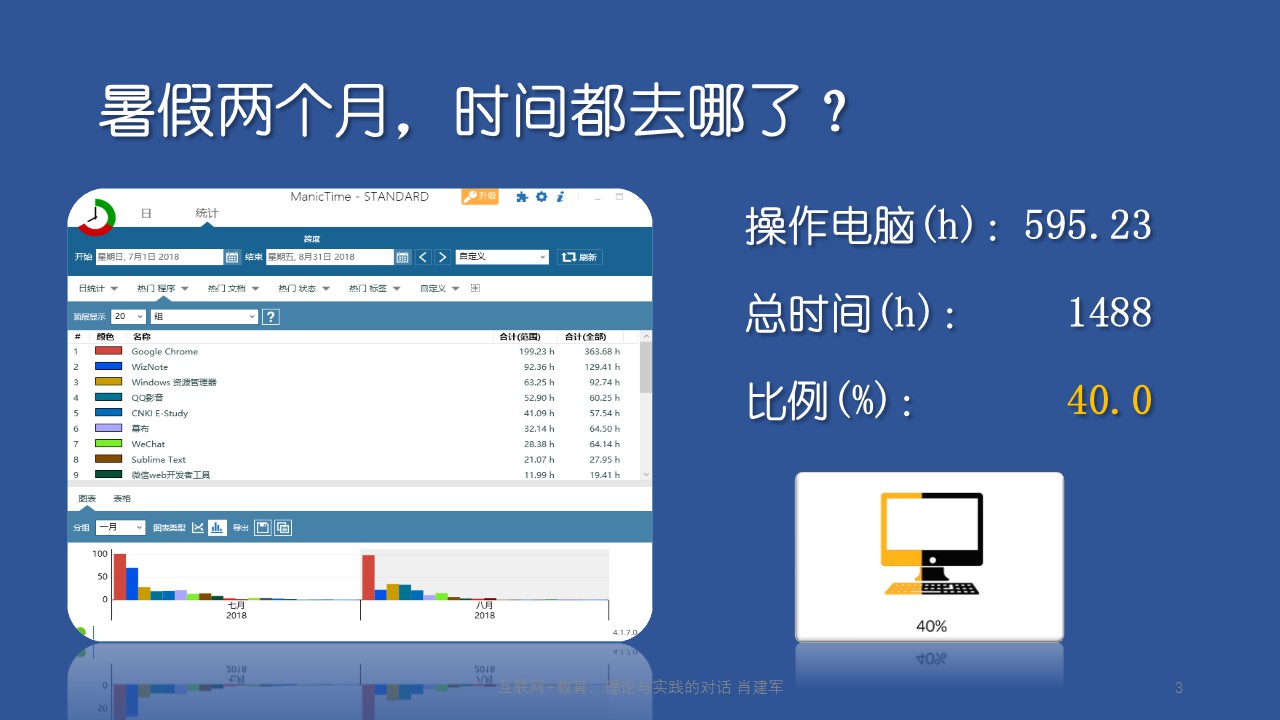 暑假两个月，时间都去哪了？
ManicTime - STANDARD
升级
日 统计
跨度
开始 星期日, 7月1日 2018 结束 星期五, 8月31日 2018 自定义 刷新
日统计 热门 程序 热门 文档 热门 状态 热门 标签 自定义
顶层显示 20 组 ?
# 颜色 名称 合计(范围) 合计(全部)
1 Google Chrome 199.23 h 363.68 h
2 WizNote 92.36 h 129.41 h
3 Windows 资源管理器 63.25 h 92.74 h
4 QQ影音 52.90 h 60.25 h
5 CNKI E-Study 41.09 h 57.54 h
6 幕布 32.14 h 64.50 h
7 WeChat 28.38 h 64.14 h
8 Sublime Text 21.07 h 27.95 h
9 微信web开发者工具 11.99 h 19.41 h
图表 表格
分组 一月 图表类型 导出
100
50
0
七月 八月
2018 2018
4.1.7.0
操作电脑(h)：595.23
总时间(h)：1488
比例(%)：40.0
40%
互联网+教育：理论与实践的对话 肖建军
3